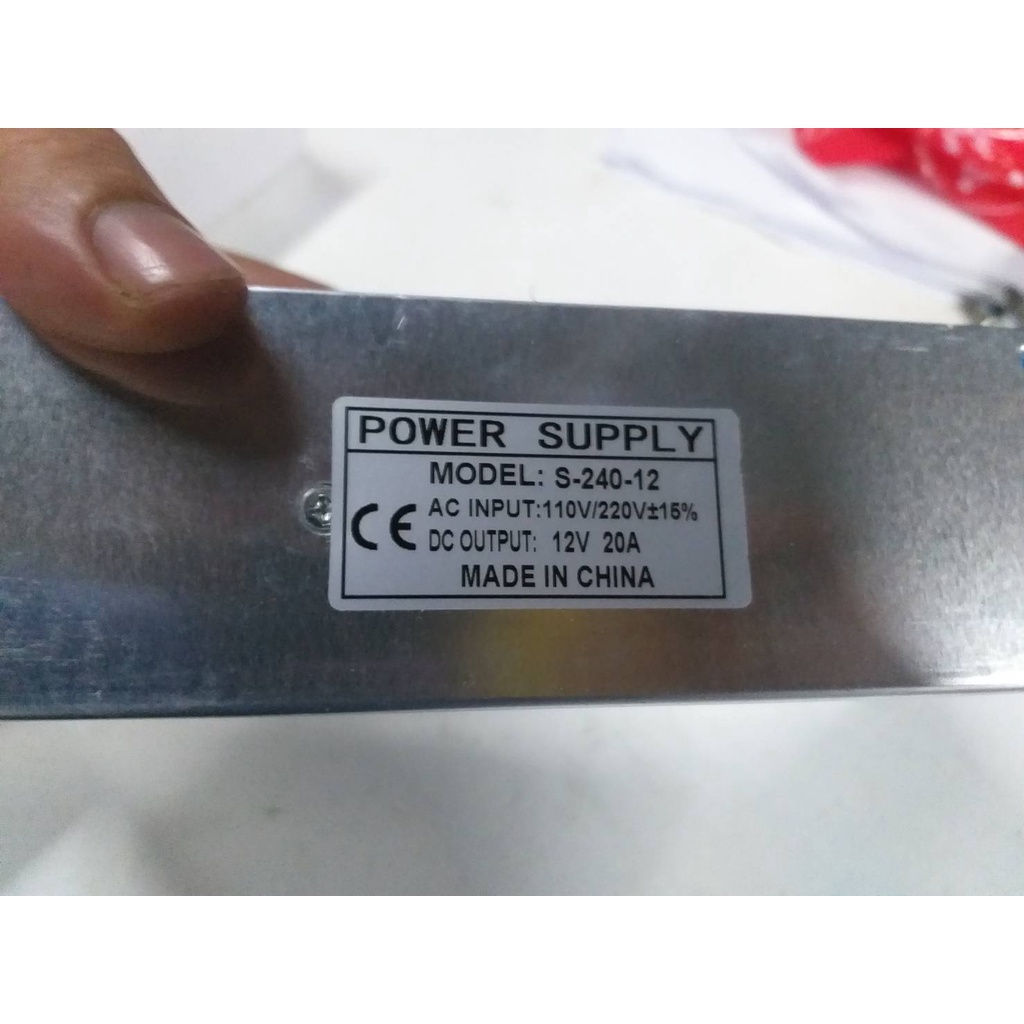 POWER SUPPLY
MODEL: S-240-12
AC INPUT:110V/220V±15%
CE DC OUTPUT: 12V 20A
MADE IN CHINA